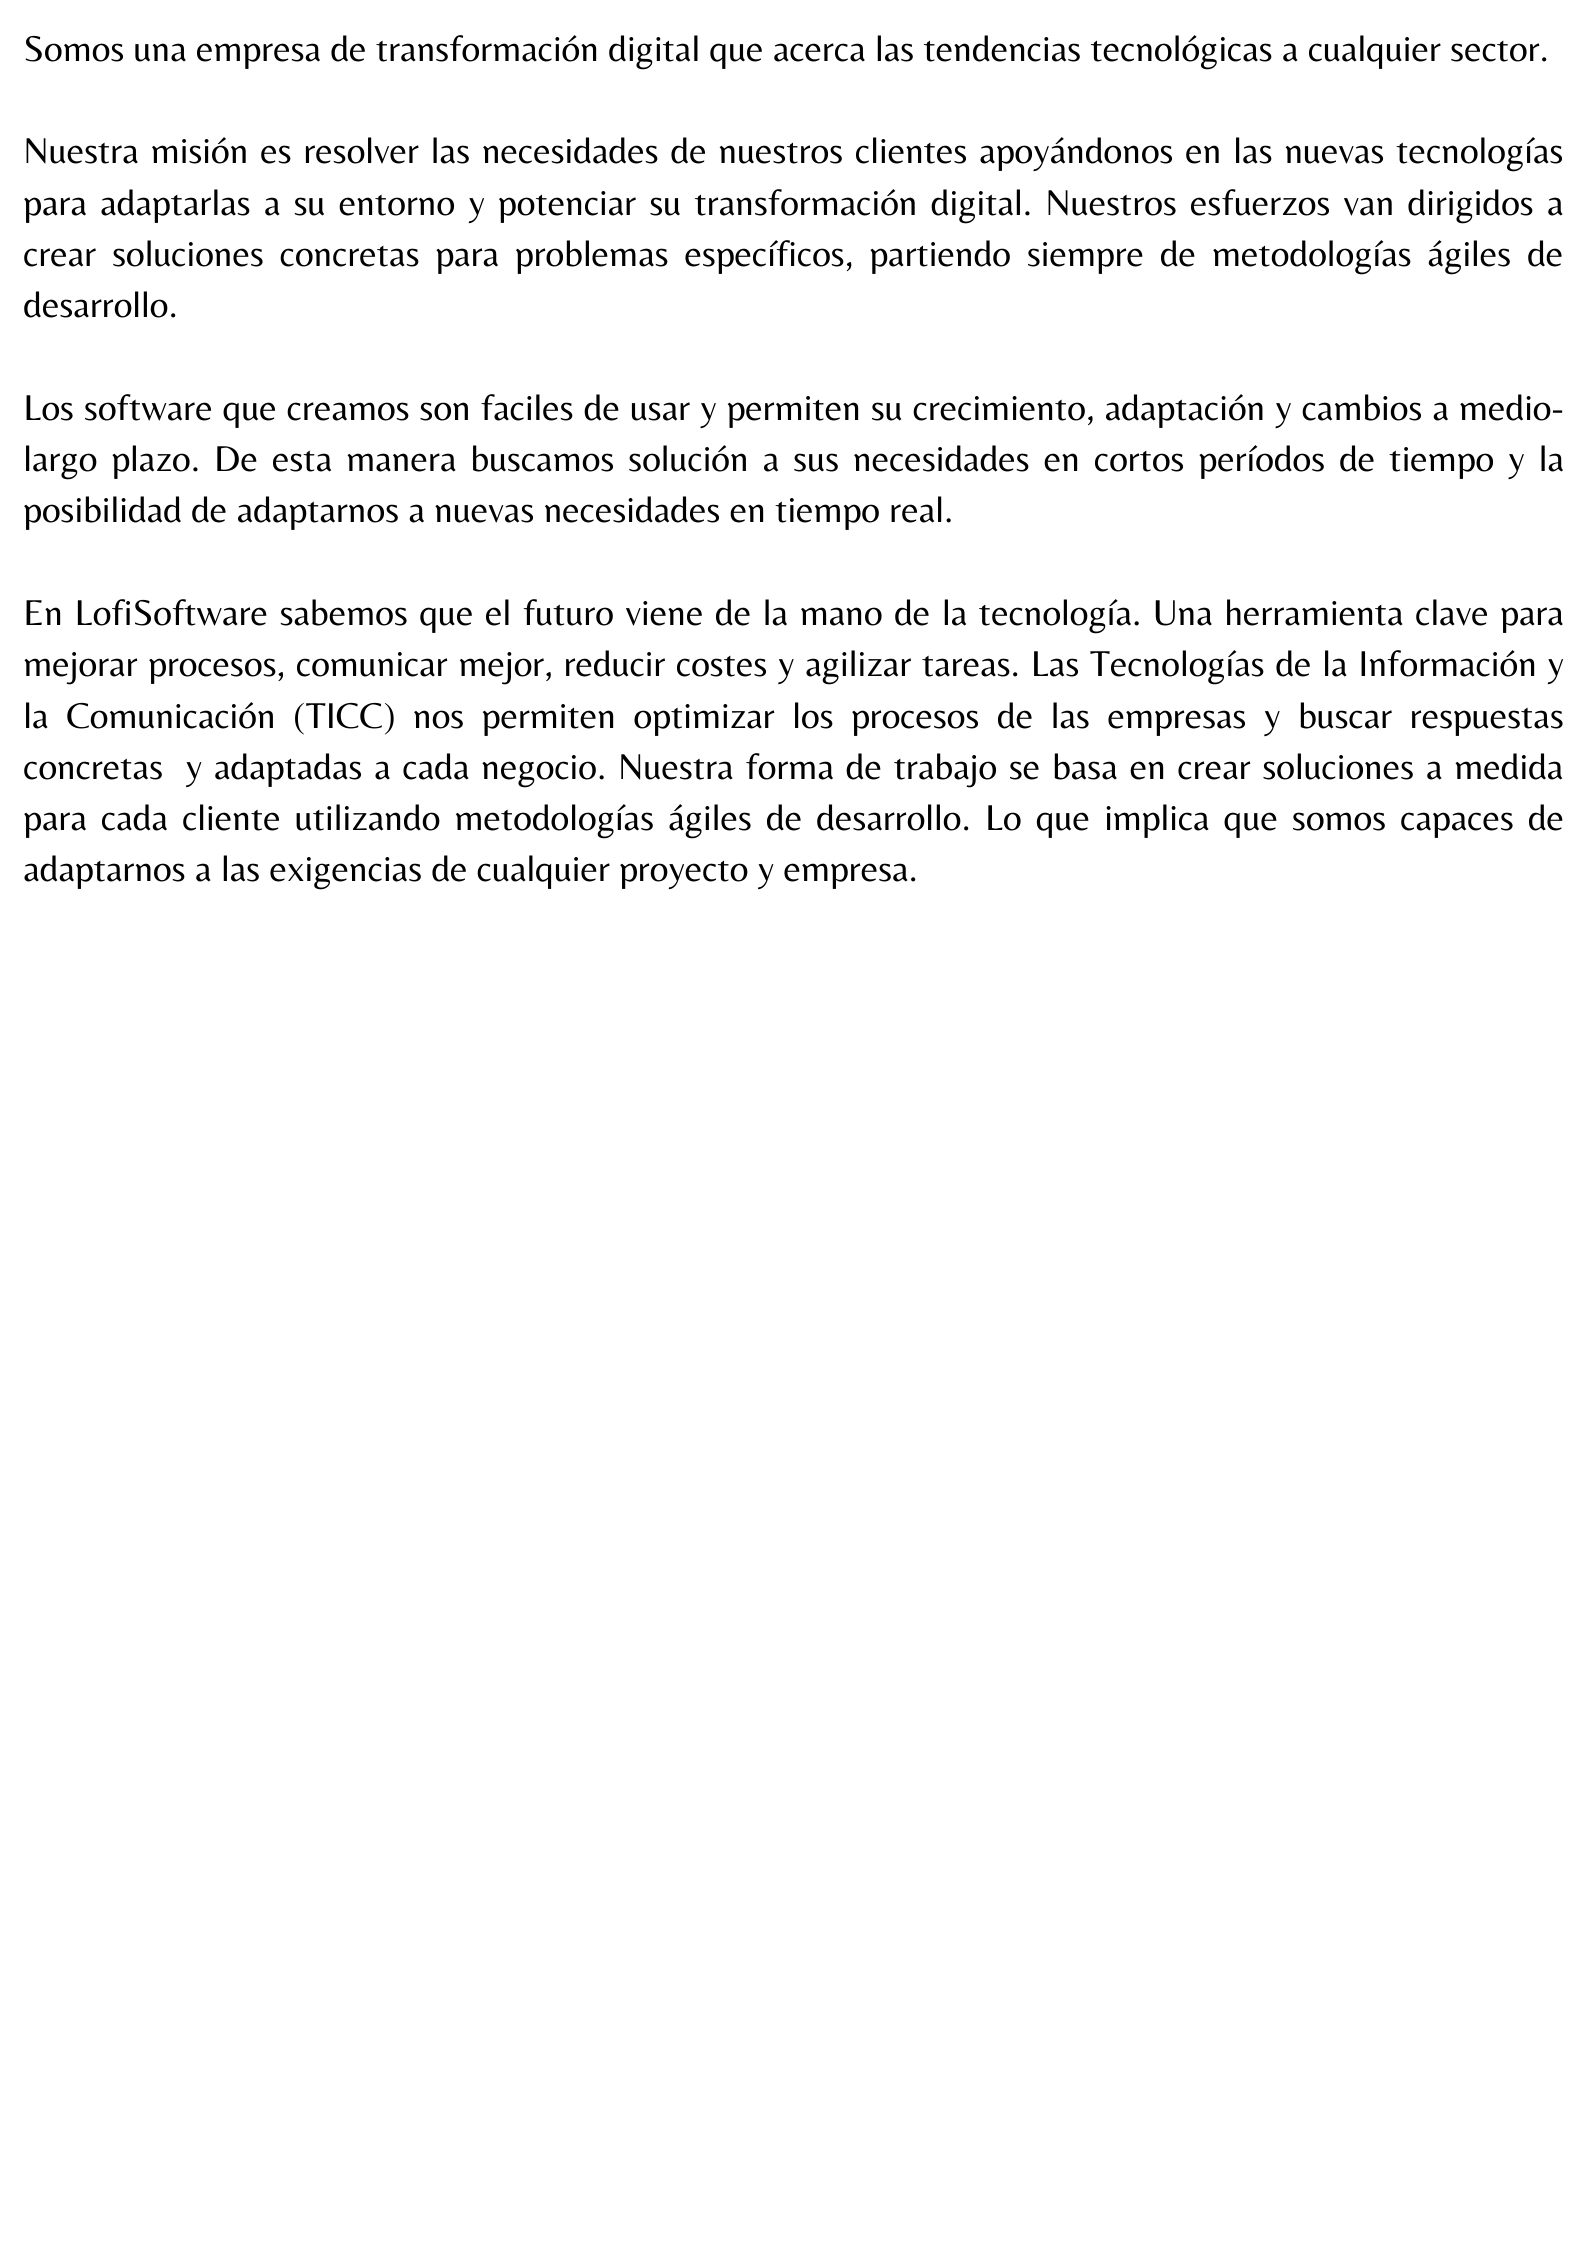 Somos una empresa de transformación digital que acerca las tendencias tecnológicas a cualquier sector.
Nuestra misión es resolver las necesidades de nuestros clientes apoyándonos en las nuevas tecnologías
para adaptarlas a su entorno y potenciar su transformación digital. Nuestros esfuerzos van dirigidos a
crear soluciones concretas para problemas específicos, partiendo siempre de metodologías ágiles de
desarrollo.
Los software que creamos son faciles de usar y permiten su crecimiento, adaptación y cambios a medio-
largo plazo. De esta manera buscamos solución a sus necesidades en cortos períodos de tiempo y la
posibilidad de adaptarnos a nuevas necesidades en tiempo real.
En LofiSoftware sabemos que el futuro viene de la mano de la tecnología. Una herramienta clave para
mejorar procesos, comunicar mejor, reducir costes y agilizar tareas. Las Tecnologías de la Información y
la Comunicación (TICC) nos permiten optimizar los procesos de las empresas y buscar respuestas
concretas  y adaptadas a cada negocio. Nuestra forma de trabajo se basa en crear soluciones a medida
para cada cliente utilizando metodologías ágiles de desarrollo. Lo que implica que somos capaces de
adaptarnos a las exigencias de cualquier proyecto y empresa.